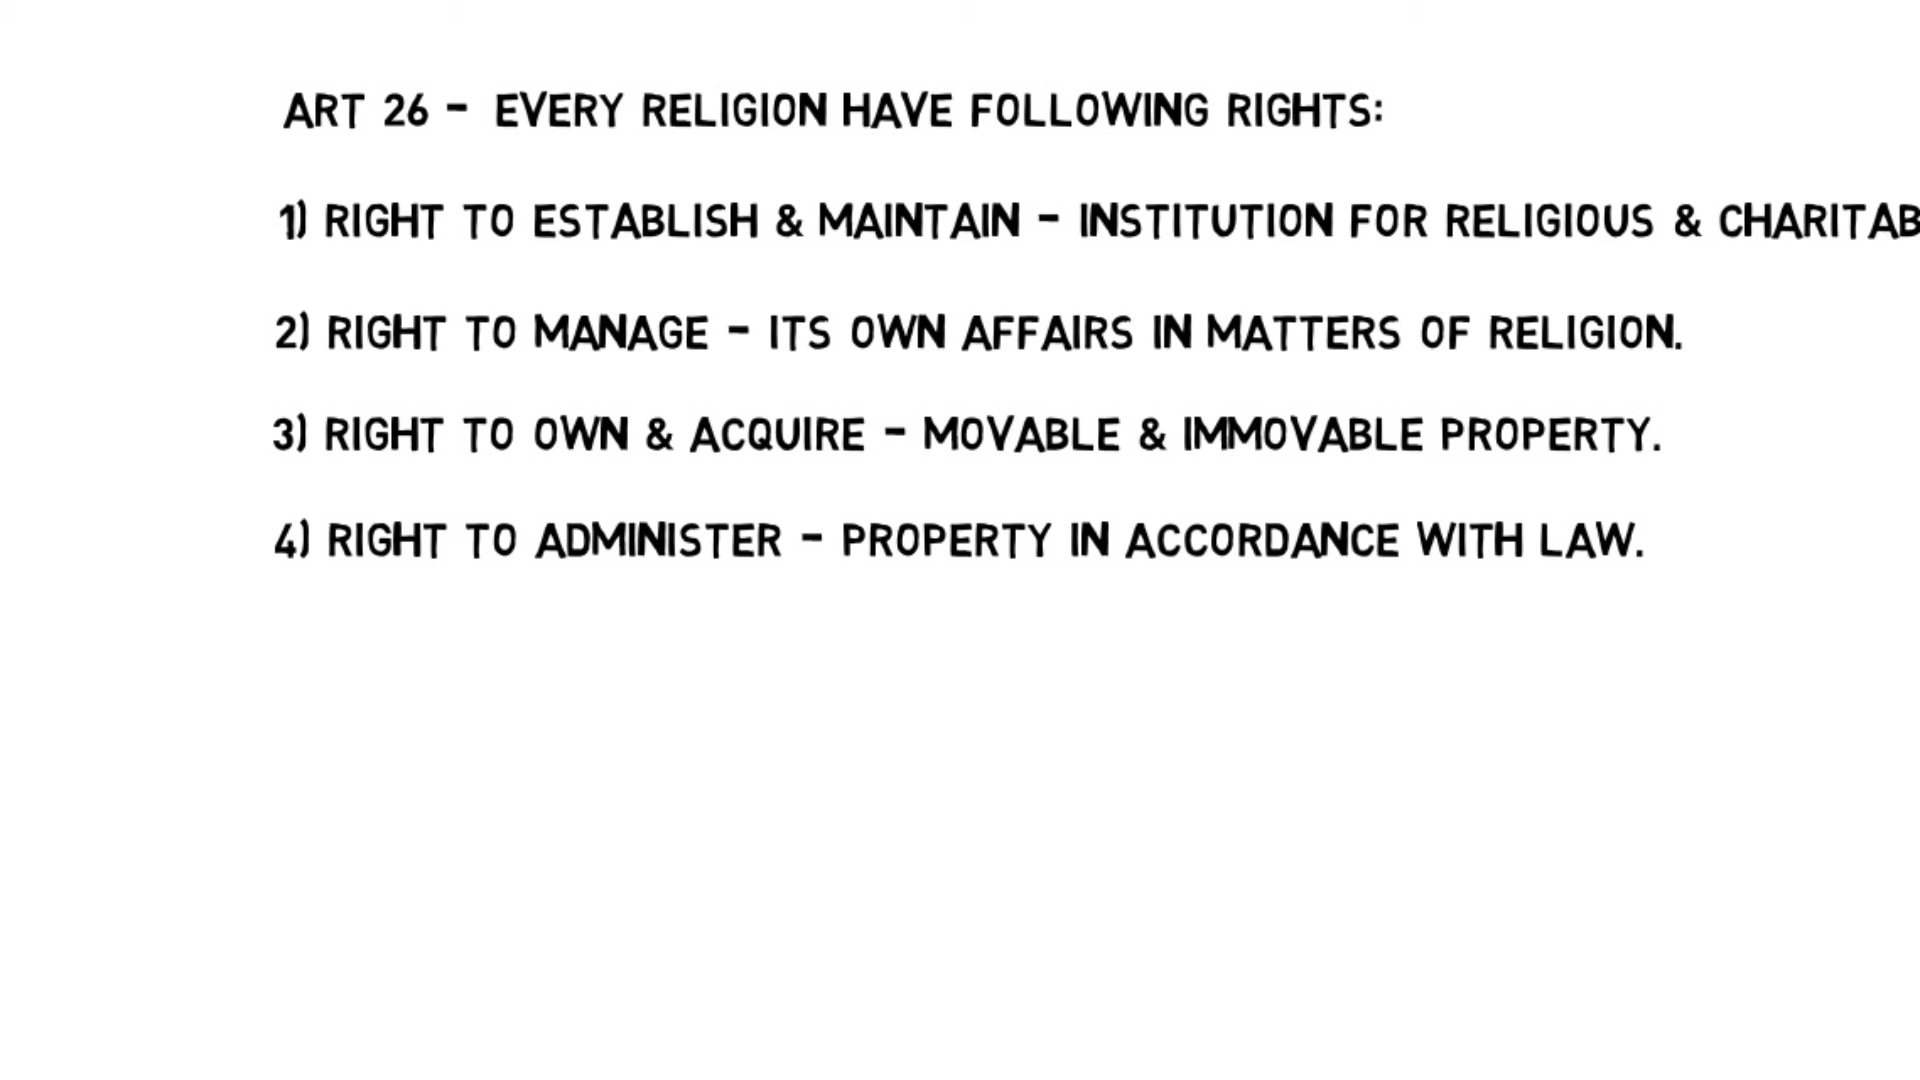 ART 26 - EVERY RELIGION HAVE FOLLOWING RIGHTS:
1) RIGHT TO ESTABLISH & MAINTAIN - INSTITUTION FOR RELIGIOUS &
2) RIGHT TO MANAGE - ITS OWN AFFAIRS IN MATTERS OF RELIGION.
3) RIGHT TO OWN & ACQUIRE - MOVABLE & IMMOVABLE PROPERTY.
4) RIGHT TO ADMINISTER - PROPERTY IN ACCORDANCE WITH LAW.